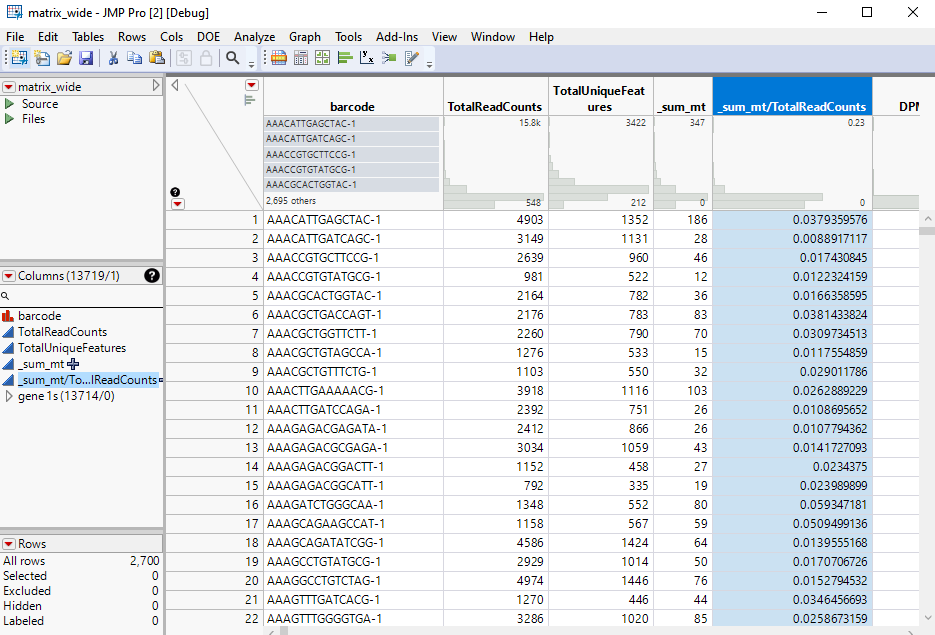 matrix_wide - JMP Pro [2] [Debug]
File Edit Tables Rows Cols DOE Analyze Graph Tools Add-Ins View Window Help
matrix_wide
Source
Files
Columns (13719/1)
barcode
TotalReadCounts
TotalUniqueFeatures
_sum_mt
_sum_mt/To...lReadCounts
gene 1s (13714/0)
Rows
All rows 2,700
Selected 0
Excluded 0
Hidden 0
Labeled 0
barcode TotalReadCounts TotalUniqueFeat
ures _sum_mt _sum_mt/TotalReadCounts DPM
AAACATTGAGCTAC-1 15.8k 3422 347 0.23
AAACATTGATCAGC-1
AAACCGTGCTTCCG-1
AAACCGTGTATGCG-1
AAACGCACTGGTAC-1
2,695 others 548 212 0 0
1 AAACATTGAGCTAC-1 4903 1352 186 0.0379359576
2 AAACATTGATCAGC-1 3149 1131 28 0.0088917117
3 AAACCGTGCTTCCG-1 2639 960 46 0.017430845
4 AAACCGTGTATGCG-1 981 522 12 0.0122324159
5 AAACGCACTGGTAC-1 2164 782 36 0.0166358595
6 AAACGCTGACCAGT-1 2176 783 83 0.0381433824
7 AAACGCTGGTTCTT-1 2260 790 70 0.0309734513
8 AAACGCTGTAGCCA-1 1276 533 15 0.0117554859
9 AAACGCTGTTTCTG-1 1103 550 32 0.029011786
10 AAACTTGAAAAACG-1 3918 1116 103 0.0262889229
11 AAACTTGATCCAGA-1 2392 751 26 0.0108695652
12 AAAGAGACGAGATA-1 2412 866 26 0.0107794362
13 AAAGAGACGCGAGA-1 3034 1059 43 0.0141727093
14 AAAGAGACGGACTT-1 1152 458 27 0.0234375
15 AAAGAGACGGCATT-1 792 335 19 0.023989899
16 AAAGATCTGGGCAA-1 1348 552 80 0.059347181
17 AAAGCAGAAGCCAT-1 1158 567 59 0.0509499136
18 AAAGCAGATATCGG-1 4586 1424 64 0.0139555168
19 AAAGCCTGTATGCG-1 2929 1014 50 0.0170706726
20 AAAGGCCTGTCTAG-1 4974 1446 76 0.0152794532
21 AAAGTTTGATCACG-1 1270 446 44 0.0346456693
22 AAAGTTTGGGGTGA-1 3286 1020 85 0.0258673159